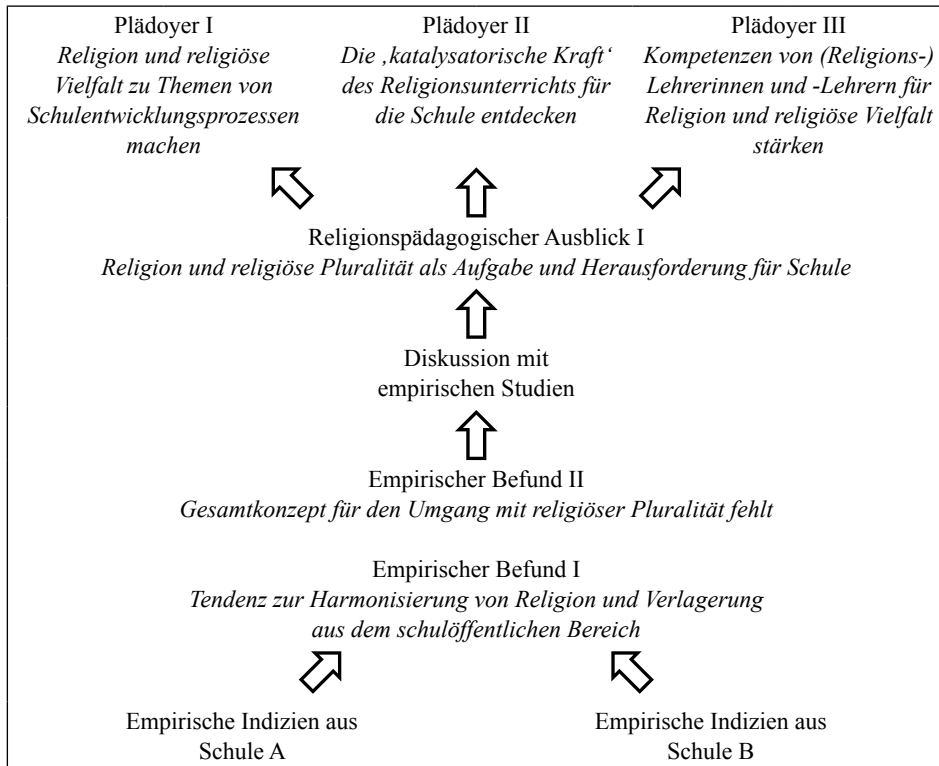 Plädoyer I
Religion und religiöse
Vielfalt zu Themen von
Schulentwicklungsprozessen
machen
Plädoyer II
Die ‚katalysatorische Kraft‘
des Religionsunterrichts für
die Schule entdecken
Plädoyer III
Kompetenzen von (Religions-)
Lehrerinnen und -Lehrern für
Religion und religiöse Vielfalt
stärken
Religionspädagogischer Ausblick I
Religion und religiöse Pluralität als Aufgabe und Herausforderung für Schule
Diskussion mit
empirischen Studien
Empirischer Befund II
Gesamtkonzept für den Umgang mit religiöser Pluralität fehlt
Empirischer Befund I
Tendenz zur Harmonisierung von Religion und Verlagerung
aus dem schulöffentlichen Bereich
Empirische Indizien aus
Schule A
Empirische Indizien aus
Schule B